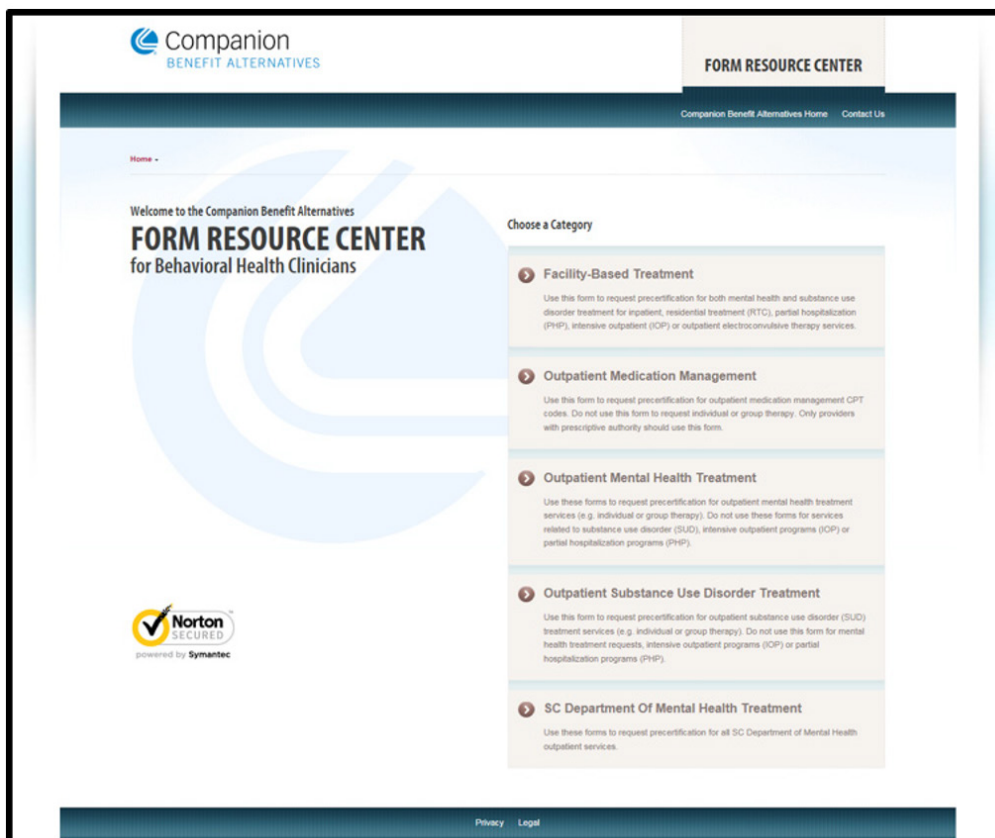 Companion
BENEFIT ALTERNATIVES
FORM RESOURCE CENTER
Companion Benefit Alternatives Home Contact Us
Home
Welcome to the Companion Benefit Alternatives
FORM RESOURCE CENTER
for Behavioral Health Clinicians
Choose a Category
Facility-Based Treatment
Use this form to request precertification for both mental health and substance use
disorder treatment for inpatient, residential treatment (RTC), partial hospitalization
(PHP), intensive outpatient (IOP) or outpatient electroconvulsive therapy services.
Outpatient Medication Management
Use this form to request precertification for outpatient medication management CPT
codes. Do not use this form to request individual or group therapy. Only providers
with prescriptive authority should use this form.
Outpatient Mental Health Treatment
Use these forms to request precertification for outpatient mental health treatment
services (e.g. individual or group therapy). Do not use these forms for services
related to substance use disorder (SUD), intensive outpatient programs (IOP) or
partial hospitalization programs (PHP).
Outpatient Substance Use Disorder Treatment
Use this form to request precertification for outpatient substance use disorder (SUD)
treatment services (e.g. individual or group therapy). Do not use this form for mental
health treatment requests, intensive outpatient programs (IOP) or partial
hospitalization programs (PHP).
SC Department Of Mental Health Treatment
Use these forms to request precertification for all SC Department of Mental Health
outpatient services.
Norton
SECURED
powered by Symantec
Privacy Legal